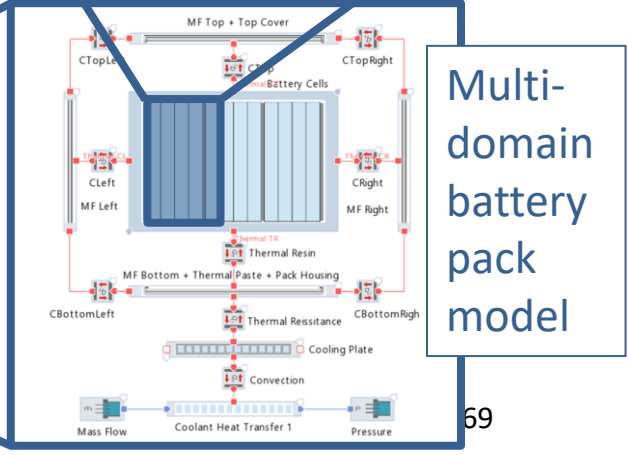 MF Top + Top Cover
CTopLe
CTopRight
CTop
Battery Cells
CLeft
MF Left
CRight
MF Right
Thermal TR
Thermal Resin
MF Bottom + Thermal Paste + Pack Housing
CBottomLeft
CBottomRigh
Thermal Reissitance
Cooling Plate
Convection
Mass Flow
Coolant Heat Transfer 1
Pressure
Multi-
domain
battery
pack
model
69